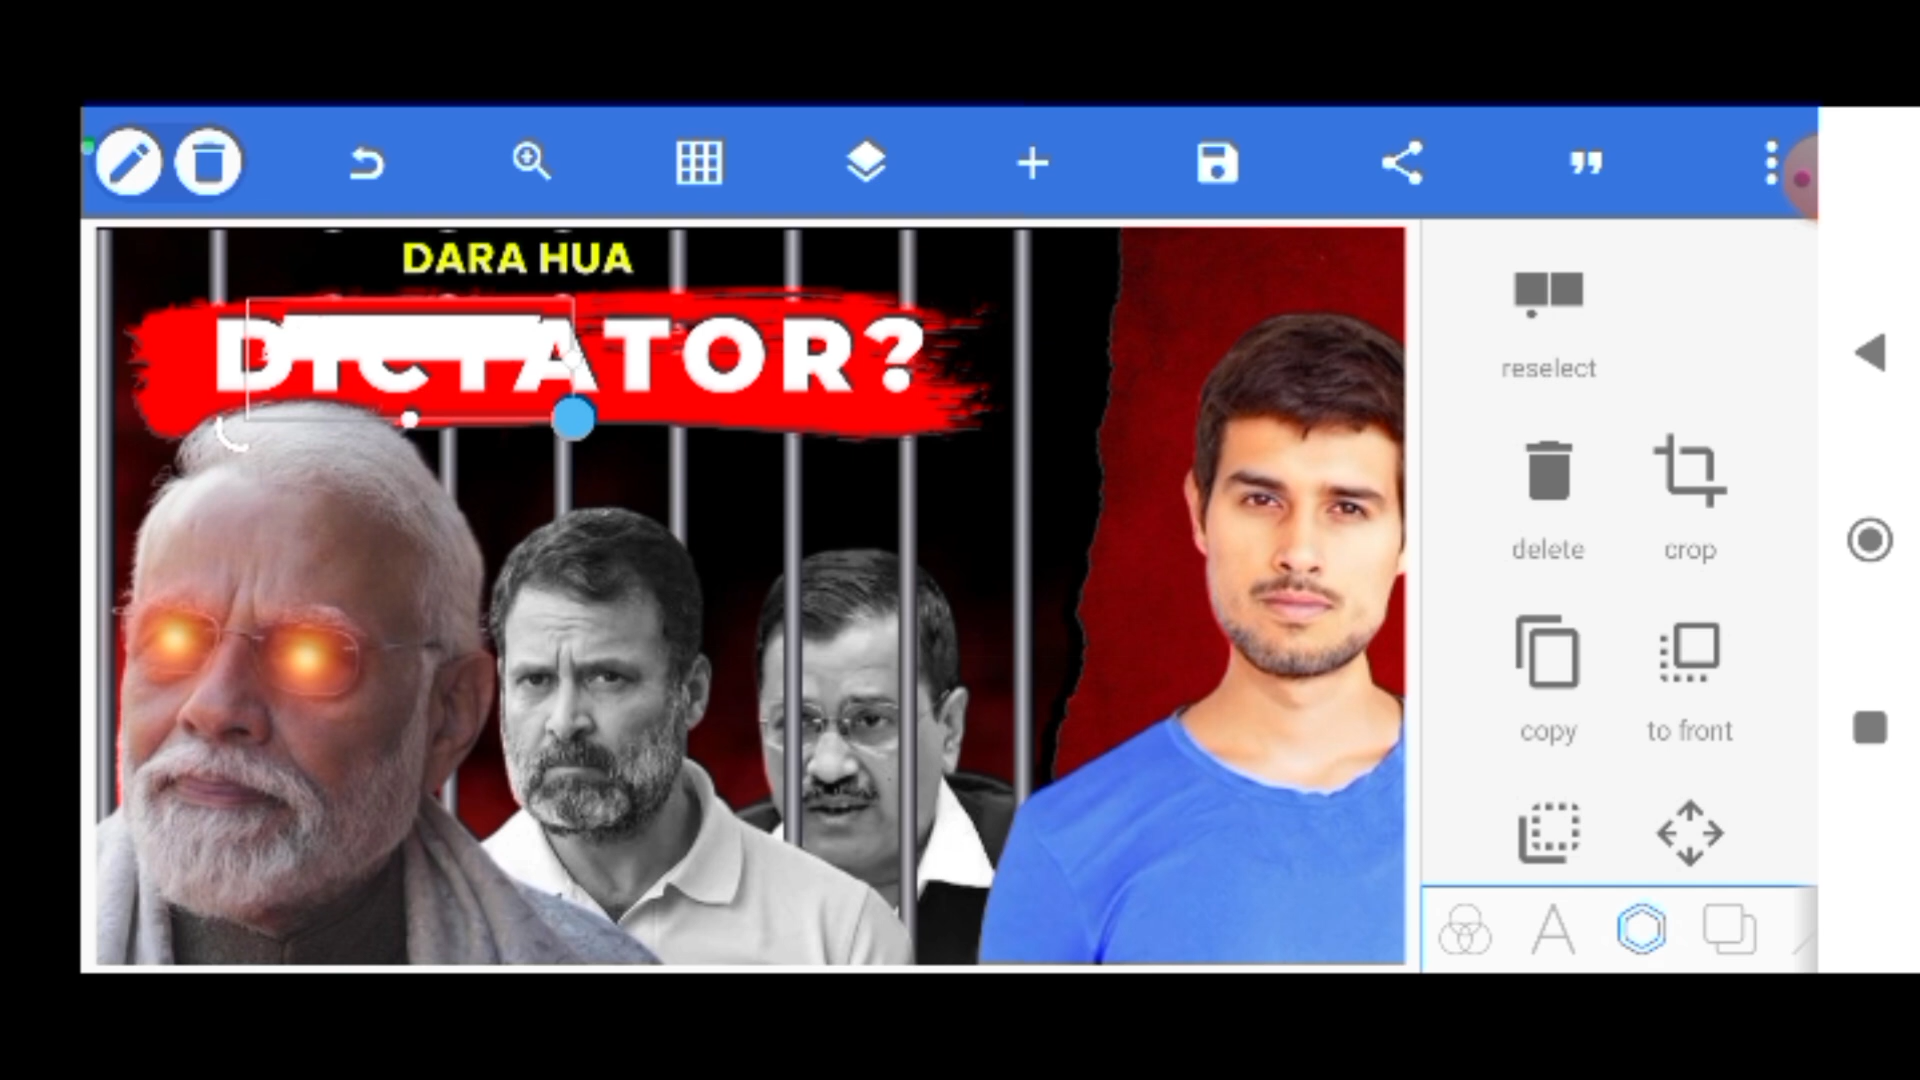 DARA HUA
DICTATOR?
reselect
delete
crop
copy
to front